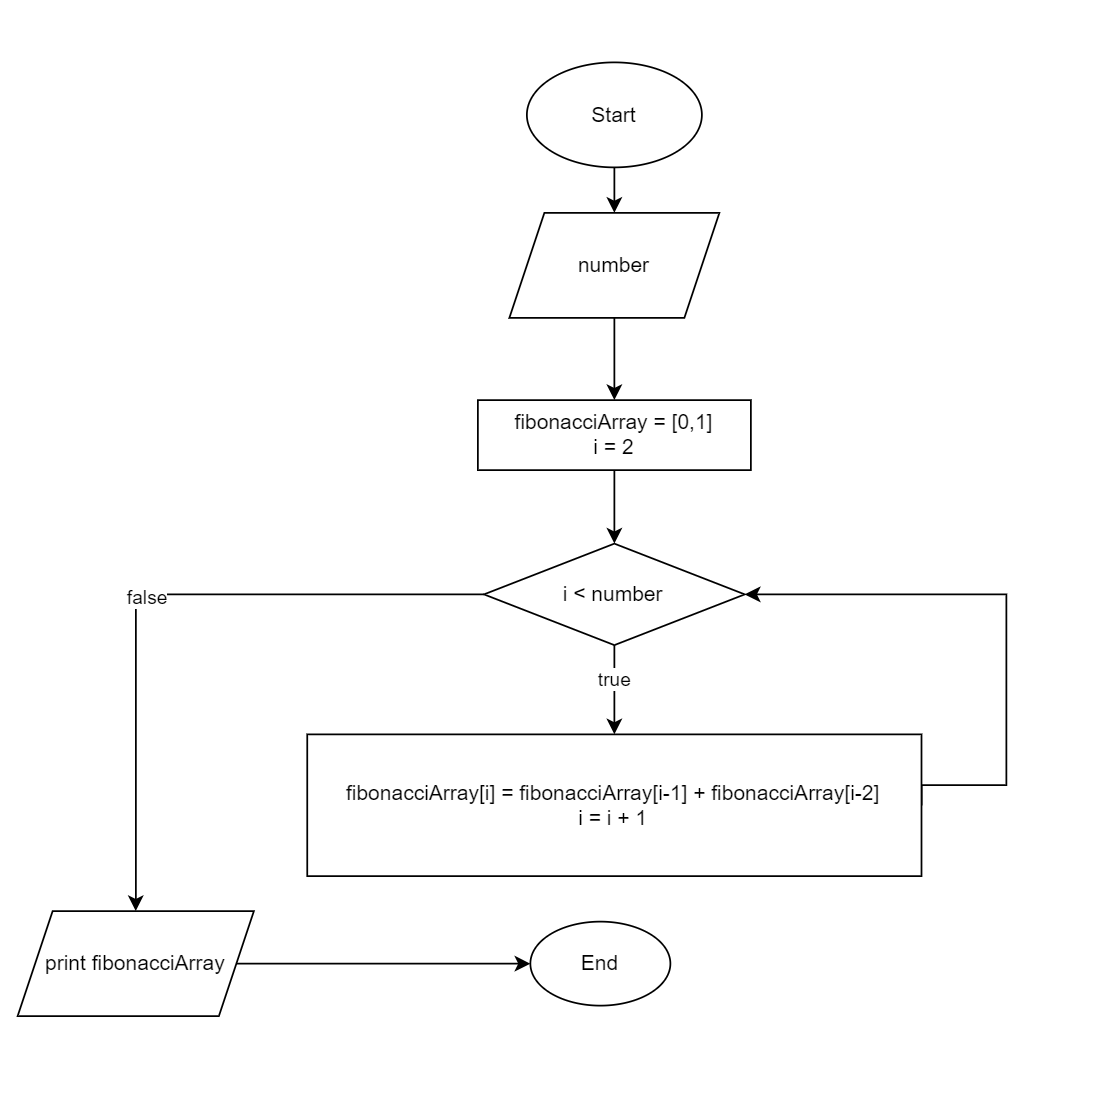 Start
number
fibonacciArray = [0,1]
i = 2
i < number
false
true
fibonacciArray[i] = fibonacciArray[i-1] + fibonacciArray[i-2]
i = i + 1
print fibonacciArray
End